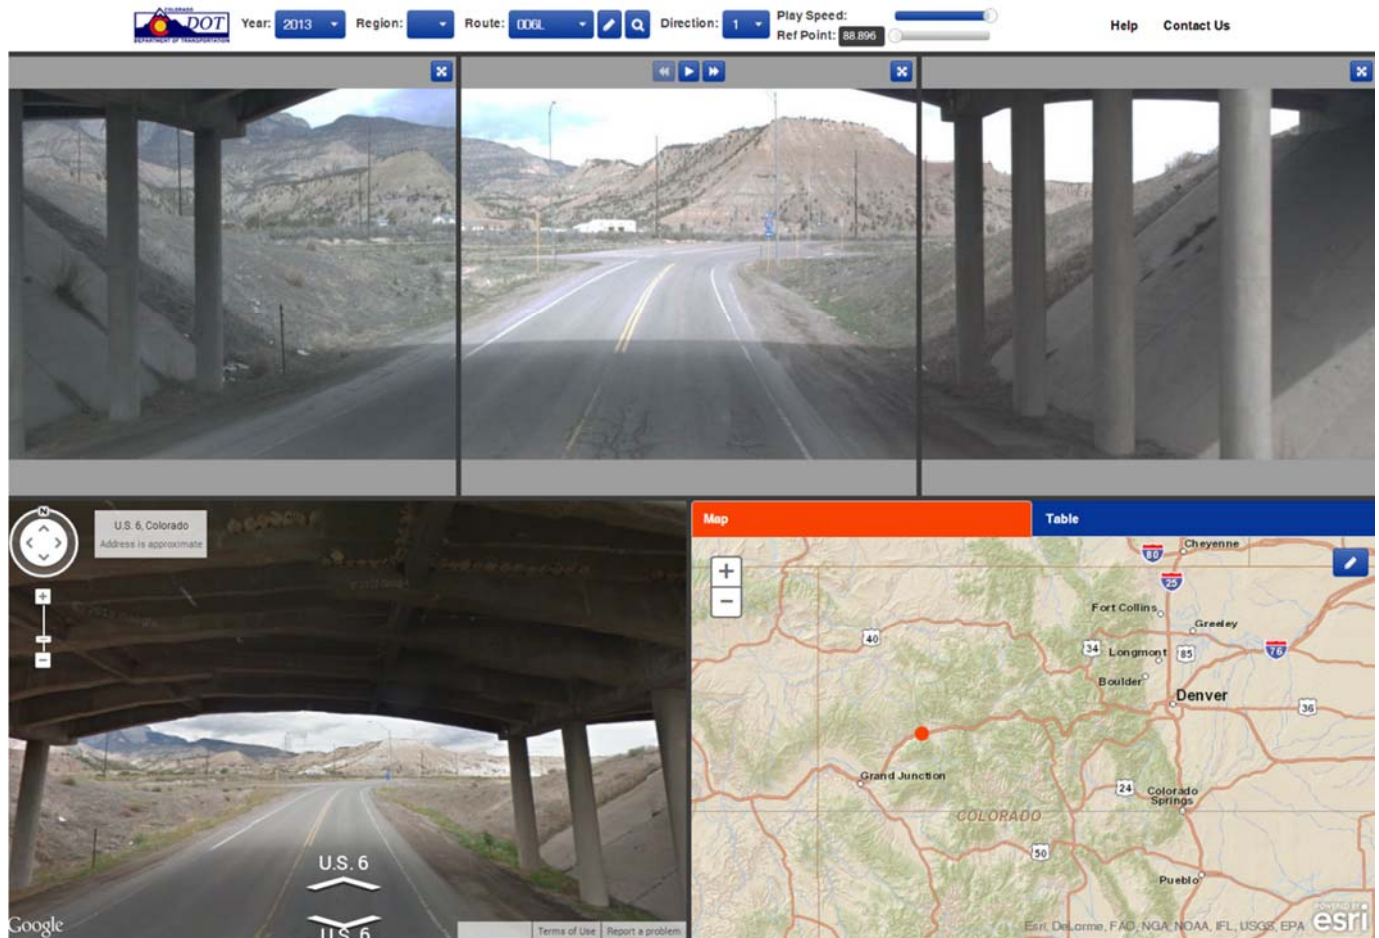 COLORADO
DOT
DEPARTMENT OF TRANSPORTATION
Year: 2013 Region: Route: 006L Direction: 1 Play Speed:
Ref Point: 88.896
Help Contact Us
N
U.S. 6, Colorado
Address is approximate
U.S. 6
U.S. 6
Google
Terms of Use Report a problem
Map Table
+
−
80
Cheyenne
25
Fort Collins
Greeley
40
34
Longmont
85
76
Boulder
Denver
36
Grand Junction
24
Colorado
Springs
COLORADO
50
Pueblo
POWERED BY
esri
Esri, DeLorme, FAO, NGA, NOAA, IFL, USGS, EPA